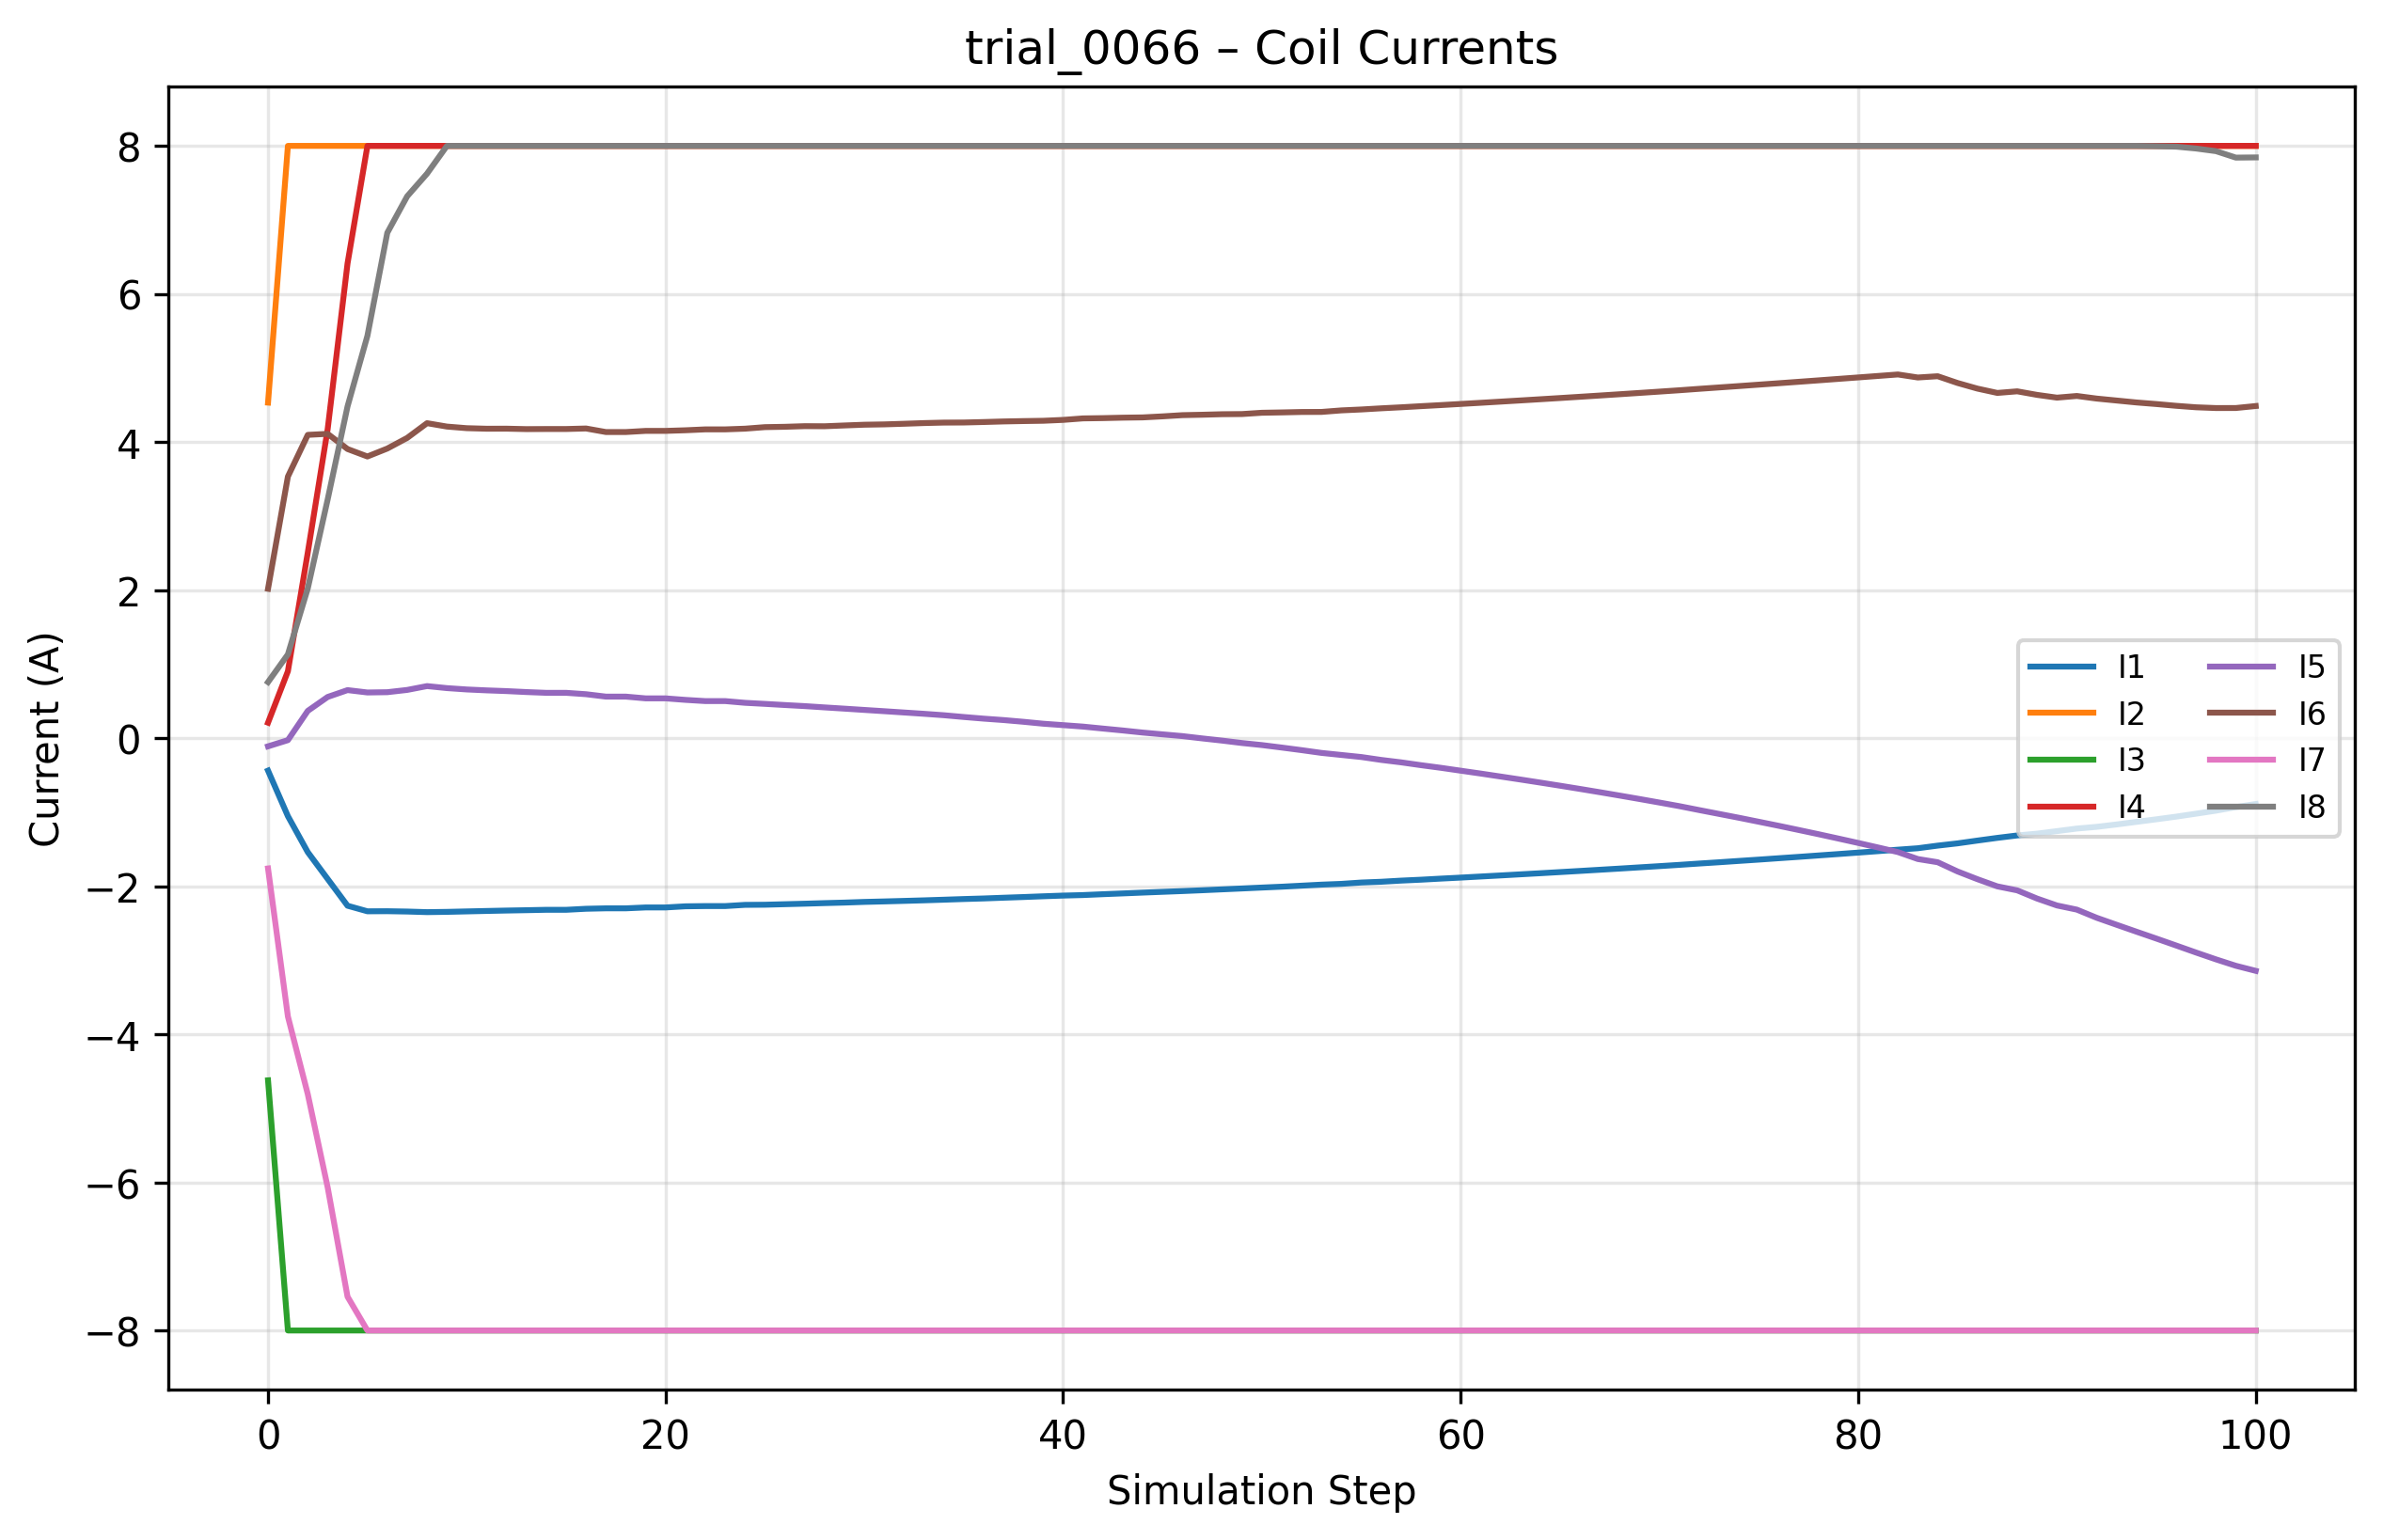 trial_0066 – Coil Currents
Current (A)
8
6
4
2
0
−2
−4
−6
−8
I1 I5
I2 I6
I3 I7
I4 I8
0 20 40 60 80 100
Simulation Step